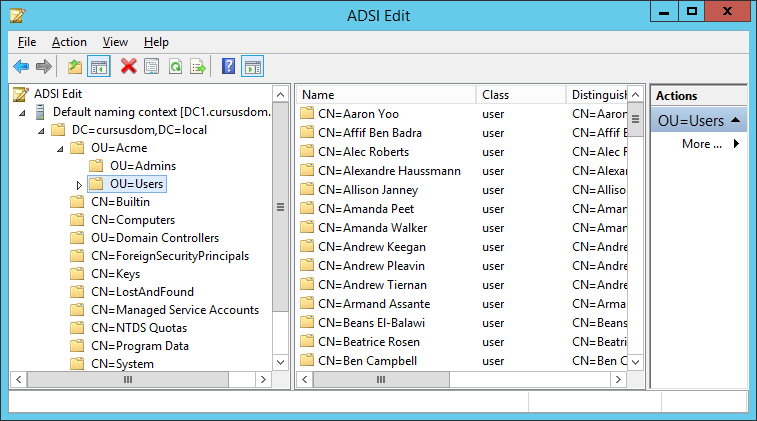 ADSI Edit
File Action View Help
ADSI Edit
Default naming context [DC1.cursusdom.
DC=cursusdom,DC=local
OU=Acme
OU=Admins
OU=Users
CN=Builtin
CN=Computers
OU=Domain Controllers
CN=ForeignSecurityPrincipals
CN=Keys
CN=LostAndFound
CN=Managed Service Accounts
CN=NTDS Quotas
CN=Program Data
CN=System
Name Class Distinguish
CN=Aaron Yoo user CN=Aaron
CN=Affif Ben Badra user CN=Affif B
CN=Alec Roberts user CN=Alec R
CN=Alexandre Haussmann user CN=Alexa
CN=Allison Janney user CN=Alliso
CN=Amanda Peet user CN=Aman
CN=Amanda Walker user CN=Aman
CN=Andrew Keegan user CN=Andre
CN=Andrew Pleavin user CN=Andre
CN=Andrew Tiernan user CN=Andre
CN=Armand Assante user CN=Arma
CN=Beans El-Balawi user CN=Beans
CN=Beatrice Rosen user CN=Beatri
CN=Ben Campbell user CN=Ben C
Actions
OU=Users
More ...